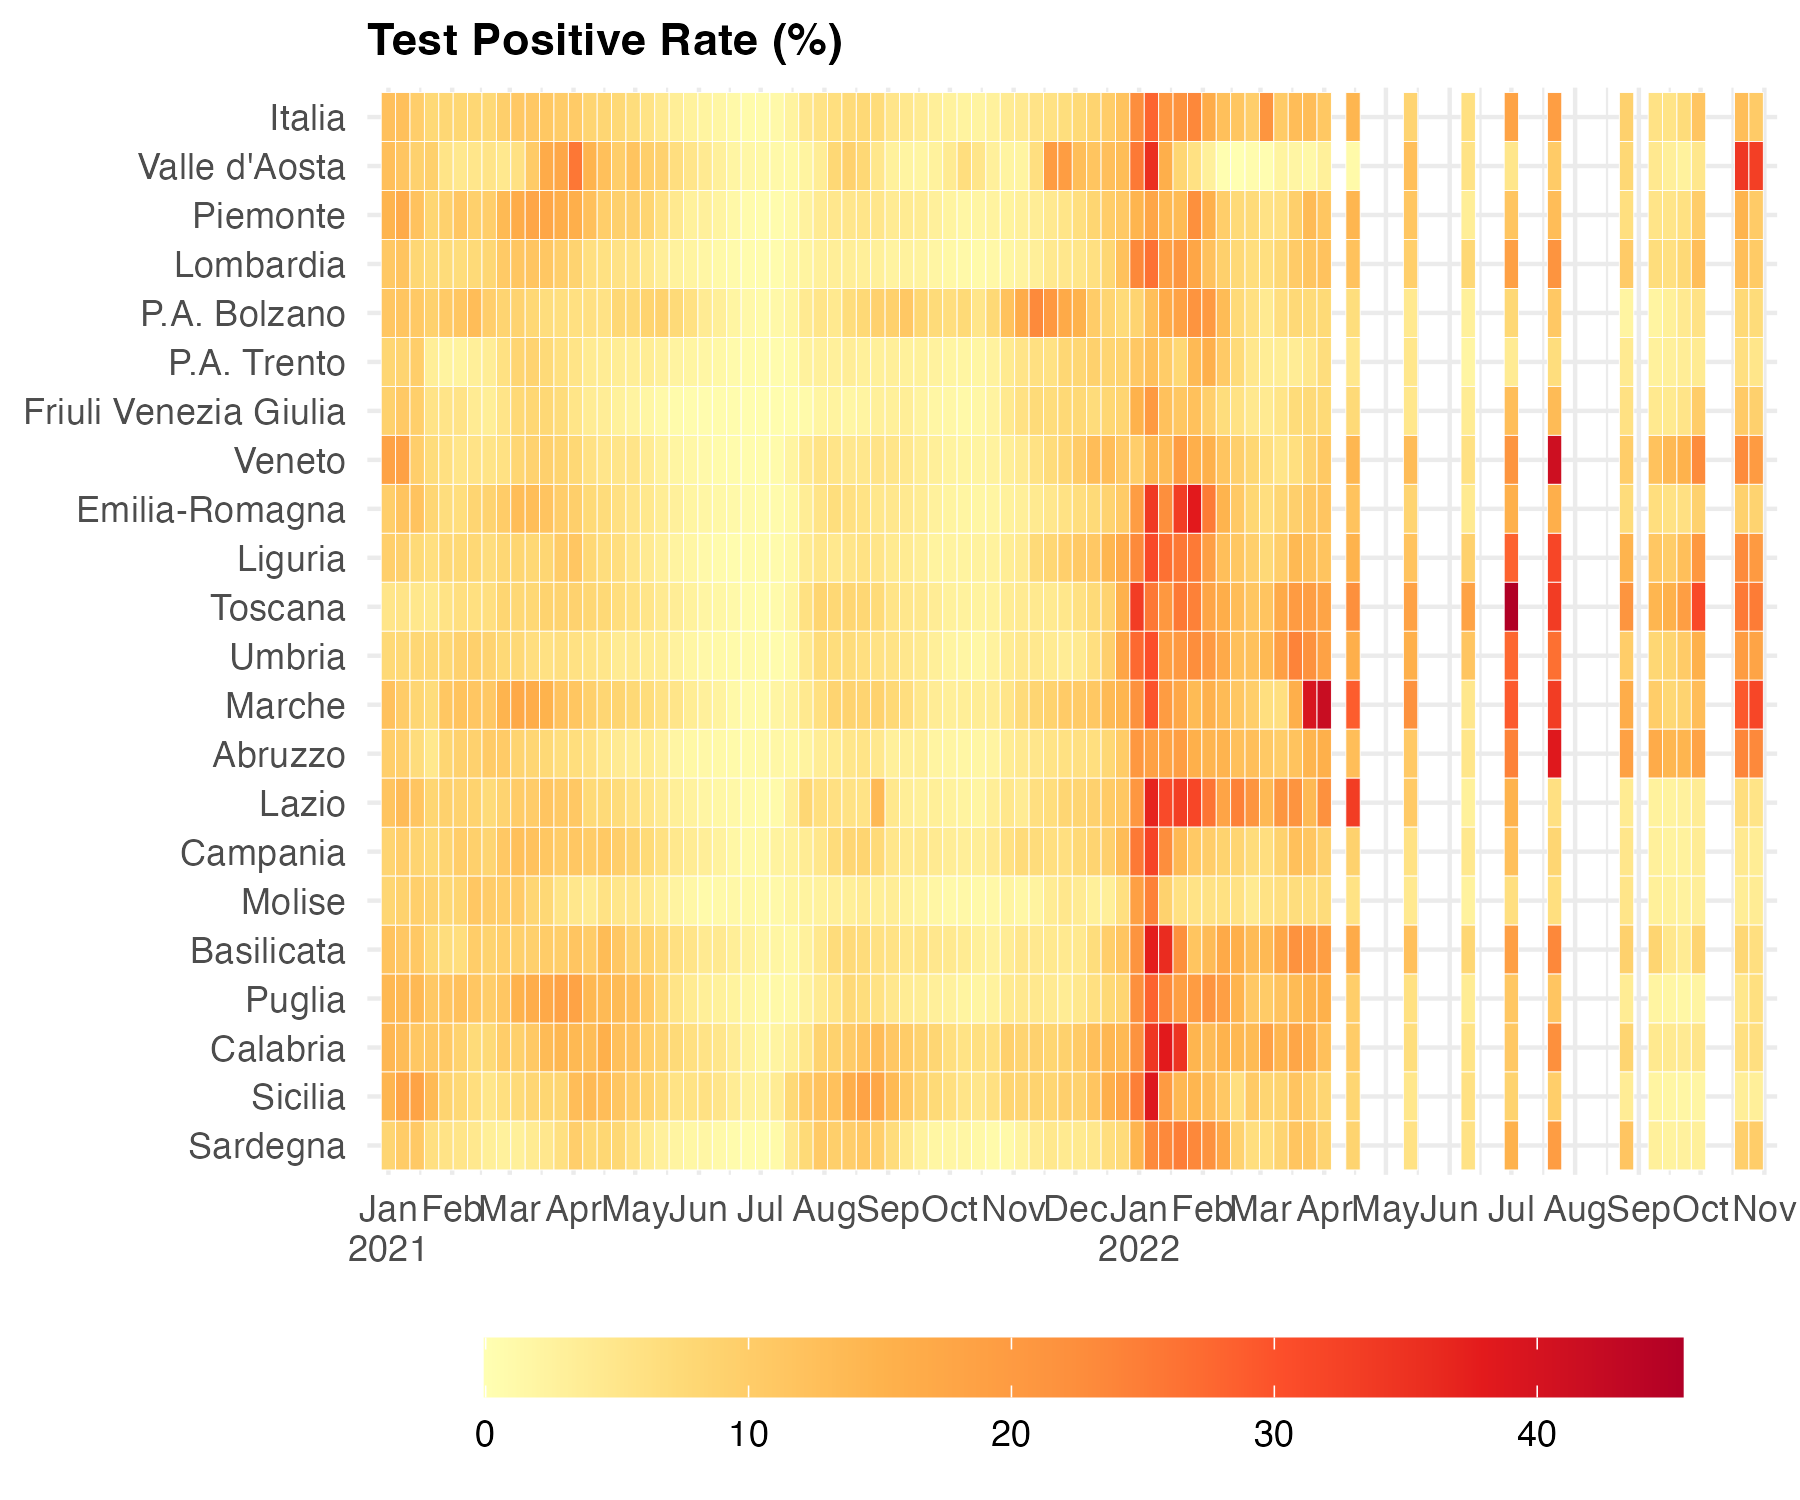 Test Positive Rate (%)
Italia
Valle d'Aosta
Piemonte
Lombardia
P.A. Bolzano
P.A. Trento
Friuli Venezia Giulia
Veneto
Emilia-Romagna
Liguria
Toscana
Umbria
Marche
Abruzzo
Lazio
Campania
Molise
Basilicata
Puglia
Calabria
Sicilia
Sardegna
Jan Feb Mar Apr May Jun Jul Aug Sep Oct Nov Dec Jan Feb Mar Apr May Jun Jul Aug Sep Oct Nov
2021 2022
0 10 20 30 40